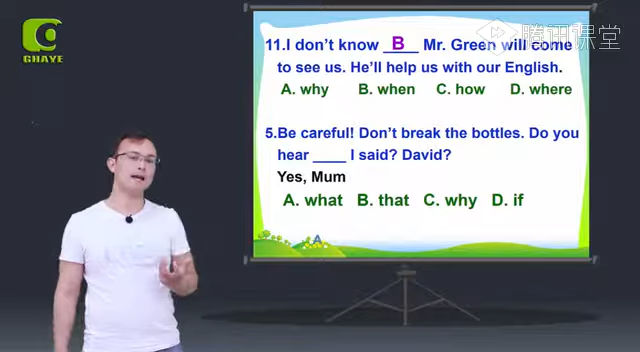 GHAYE
腾讯课堂
11.I don't know B Mr. Green will come
to see us. He'll help us with our English.
A. why B. when C. how D. where
5.Be careful! Don't break the bottles. Do you
hear ____ I said? David?
Yes, Mum
A. what B. that C. why D. if
A